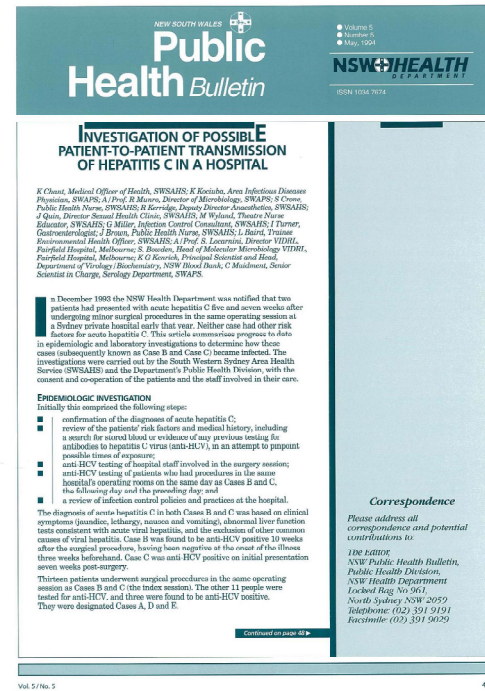 NEW SOUTH WALES
Public
Health Bulletin
● Volume 5
● Number 5
● May, 1994
NSW HEALTH
DEPARTMENT
ISSN 1034 7674
INVESTIGATION OF POSSIBLE
PATIENT-TO-PATIENT TRANSMISSION
OF HEPATITIS C IN A HOSPITAL
K Chant, Medical Officer of Health, SWSAHS; K Kociuba, Area Infectious Diseases
Physician, SWAPS; A/Prof. R Munro, Director of Microbiology, SWAPS; S Crone,
Public Health Nurse, SWSAHS; R Kerridge, Deputy Director Anaesthetics, SWSAHS;
J Quin, Director Sexual Health Clinic, SWSAHS; M Wyland, Theatre Nurse
Educator, SWSAHS; G Miller, Infection Control Consultant, SWSAHS; I Turner,
Gastroenterologist; J Brown, Public Health Nurse, SWSAHS; L Baird, Trainee
Environmental Health Officer, SWSAHS; A/Prof. S. Locarnini, Director VIDRL,
Fairfield Hospital, Melbourne; S. Bowden, Head of Molecular Microbiology VIDRL,
Fairfield Hospital, Melbourne; K G Kenrick, Principal Scientist and Head,
Department of Virology/Biochemistry, NSW Blood Bank; C Maidment, Senior
Scientist in Charge, Serology Department, SWAPS.
In December 1993 the NSW Health Department was notified that two
patients had presented with acute hepatitis C five and seven weeks after
undergoing minor surgical procedures in the same operating session at
a Sydney private hospital early that year. Neither case had other risk
factors for acute hepatitis C. This article summarises progress to date
in epidemiologic and laboratory investigations to determine how these
cases (subsequently known as Case B and Case C) became infected. The
investigations were carried out by the South Western Sydney Area Health
Service (SWSAHS) and the Department's Public Health Division, with the
consent and co-operation of the patients and the staff involved in their care.
EPIDEMIOLOGIC INVESTIGATION
Initially this comprised the following steps:
■ confirmation of the diagnoses of acute hepatitis C;
■ review of the patients' risk factors and medical history, including
a search for stored blood or evidence of any previous testing for
antibodies to hepatitis C virus (anti-HCV), in an attempt to pinpoint
possible times of exposure;
■ anti-HCV testing of hospital staff involved in the surgery session;
■ anti-HCV testing of patients who had procedures in the same
hospital's operating rooms on the same day as Cases B and C,
the following day and the preceding day; and
■ a review of infection control policies and practices at the hospital.
The diagnosis of acute hepatitis C in both Cases B and C was based on clinical
symptoms (jaundice, lethargy, nausea and vomiting), abnormal liver function
tests consistent with acute viral hepatitis, and the exclusion of other common
causes of viral hepatitis. Case B was found to be anti-HCV positive 10 weeks
after the surgical procedure, having been negative at the onset of the illness
three weeks beforehand. Case C was anti-HCV positive on initial presentation
seven weeks post-surgery.
Thirteen patients underwent surgical procedures in the same operating
session as Cases B and C (the index session). The other 11 people were
tested for anti-HCV, and three were found to be anti-HCV positive.
They were designated Cases A, D and E.
Continued on page 48 ▶
Correspondence
Please address all
correspondence and potential
contributions to:
The Editor,
NSW Public Health Bulletin,
Public Health Division,
NSW Health Department
Locked Bag No 961,
North Sydney NSW 2059
Telephone: (02) 391 9191
Facsimile: (02) 391 9029
Vol. 5 / No. 5
4